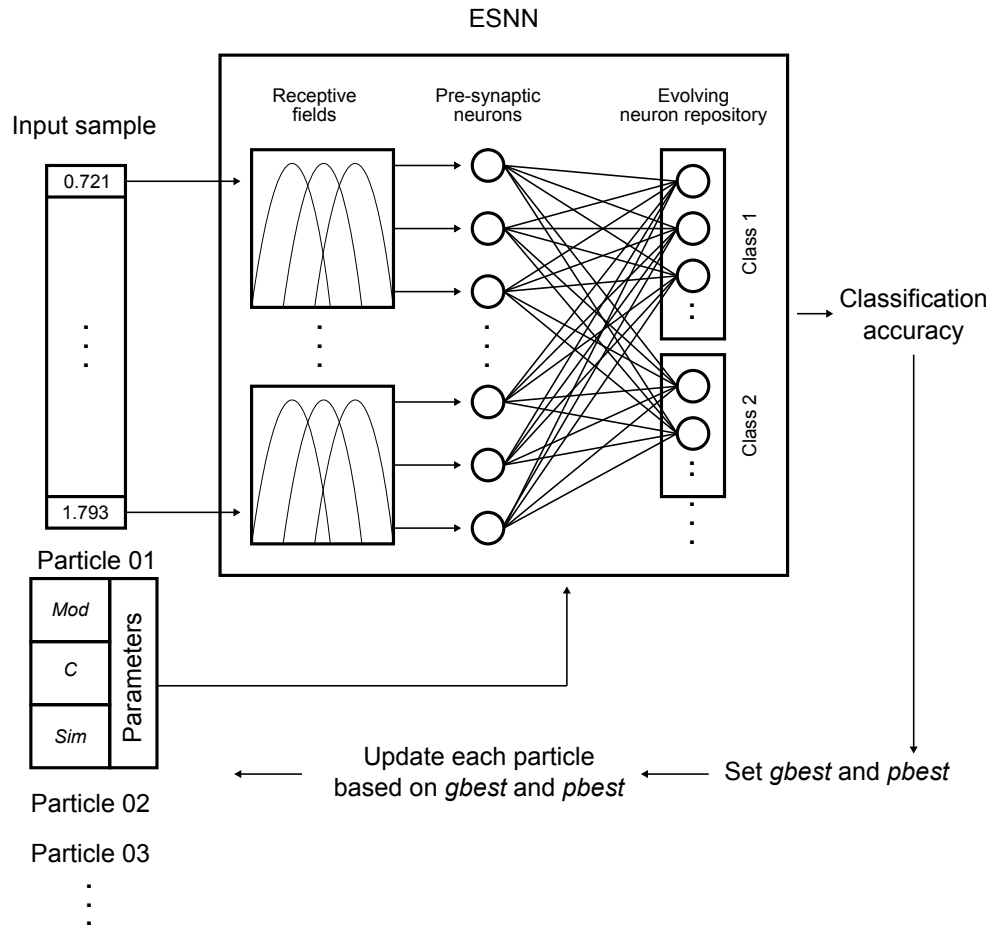 ESNN
Receptive
fields
Pre-synaptic
neurons
Evolving
neuron repository
Input sample
0.721
1.793
Class 1
Class 2
Classification
accuracy
Particle 01
Mod
C
Sim
Parameters
Update each particle
based on gbest and pbest
Set gbest and pbest
Particle 02
Particle 03